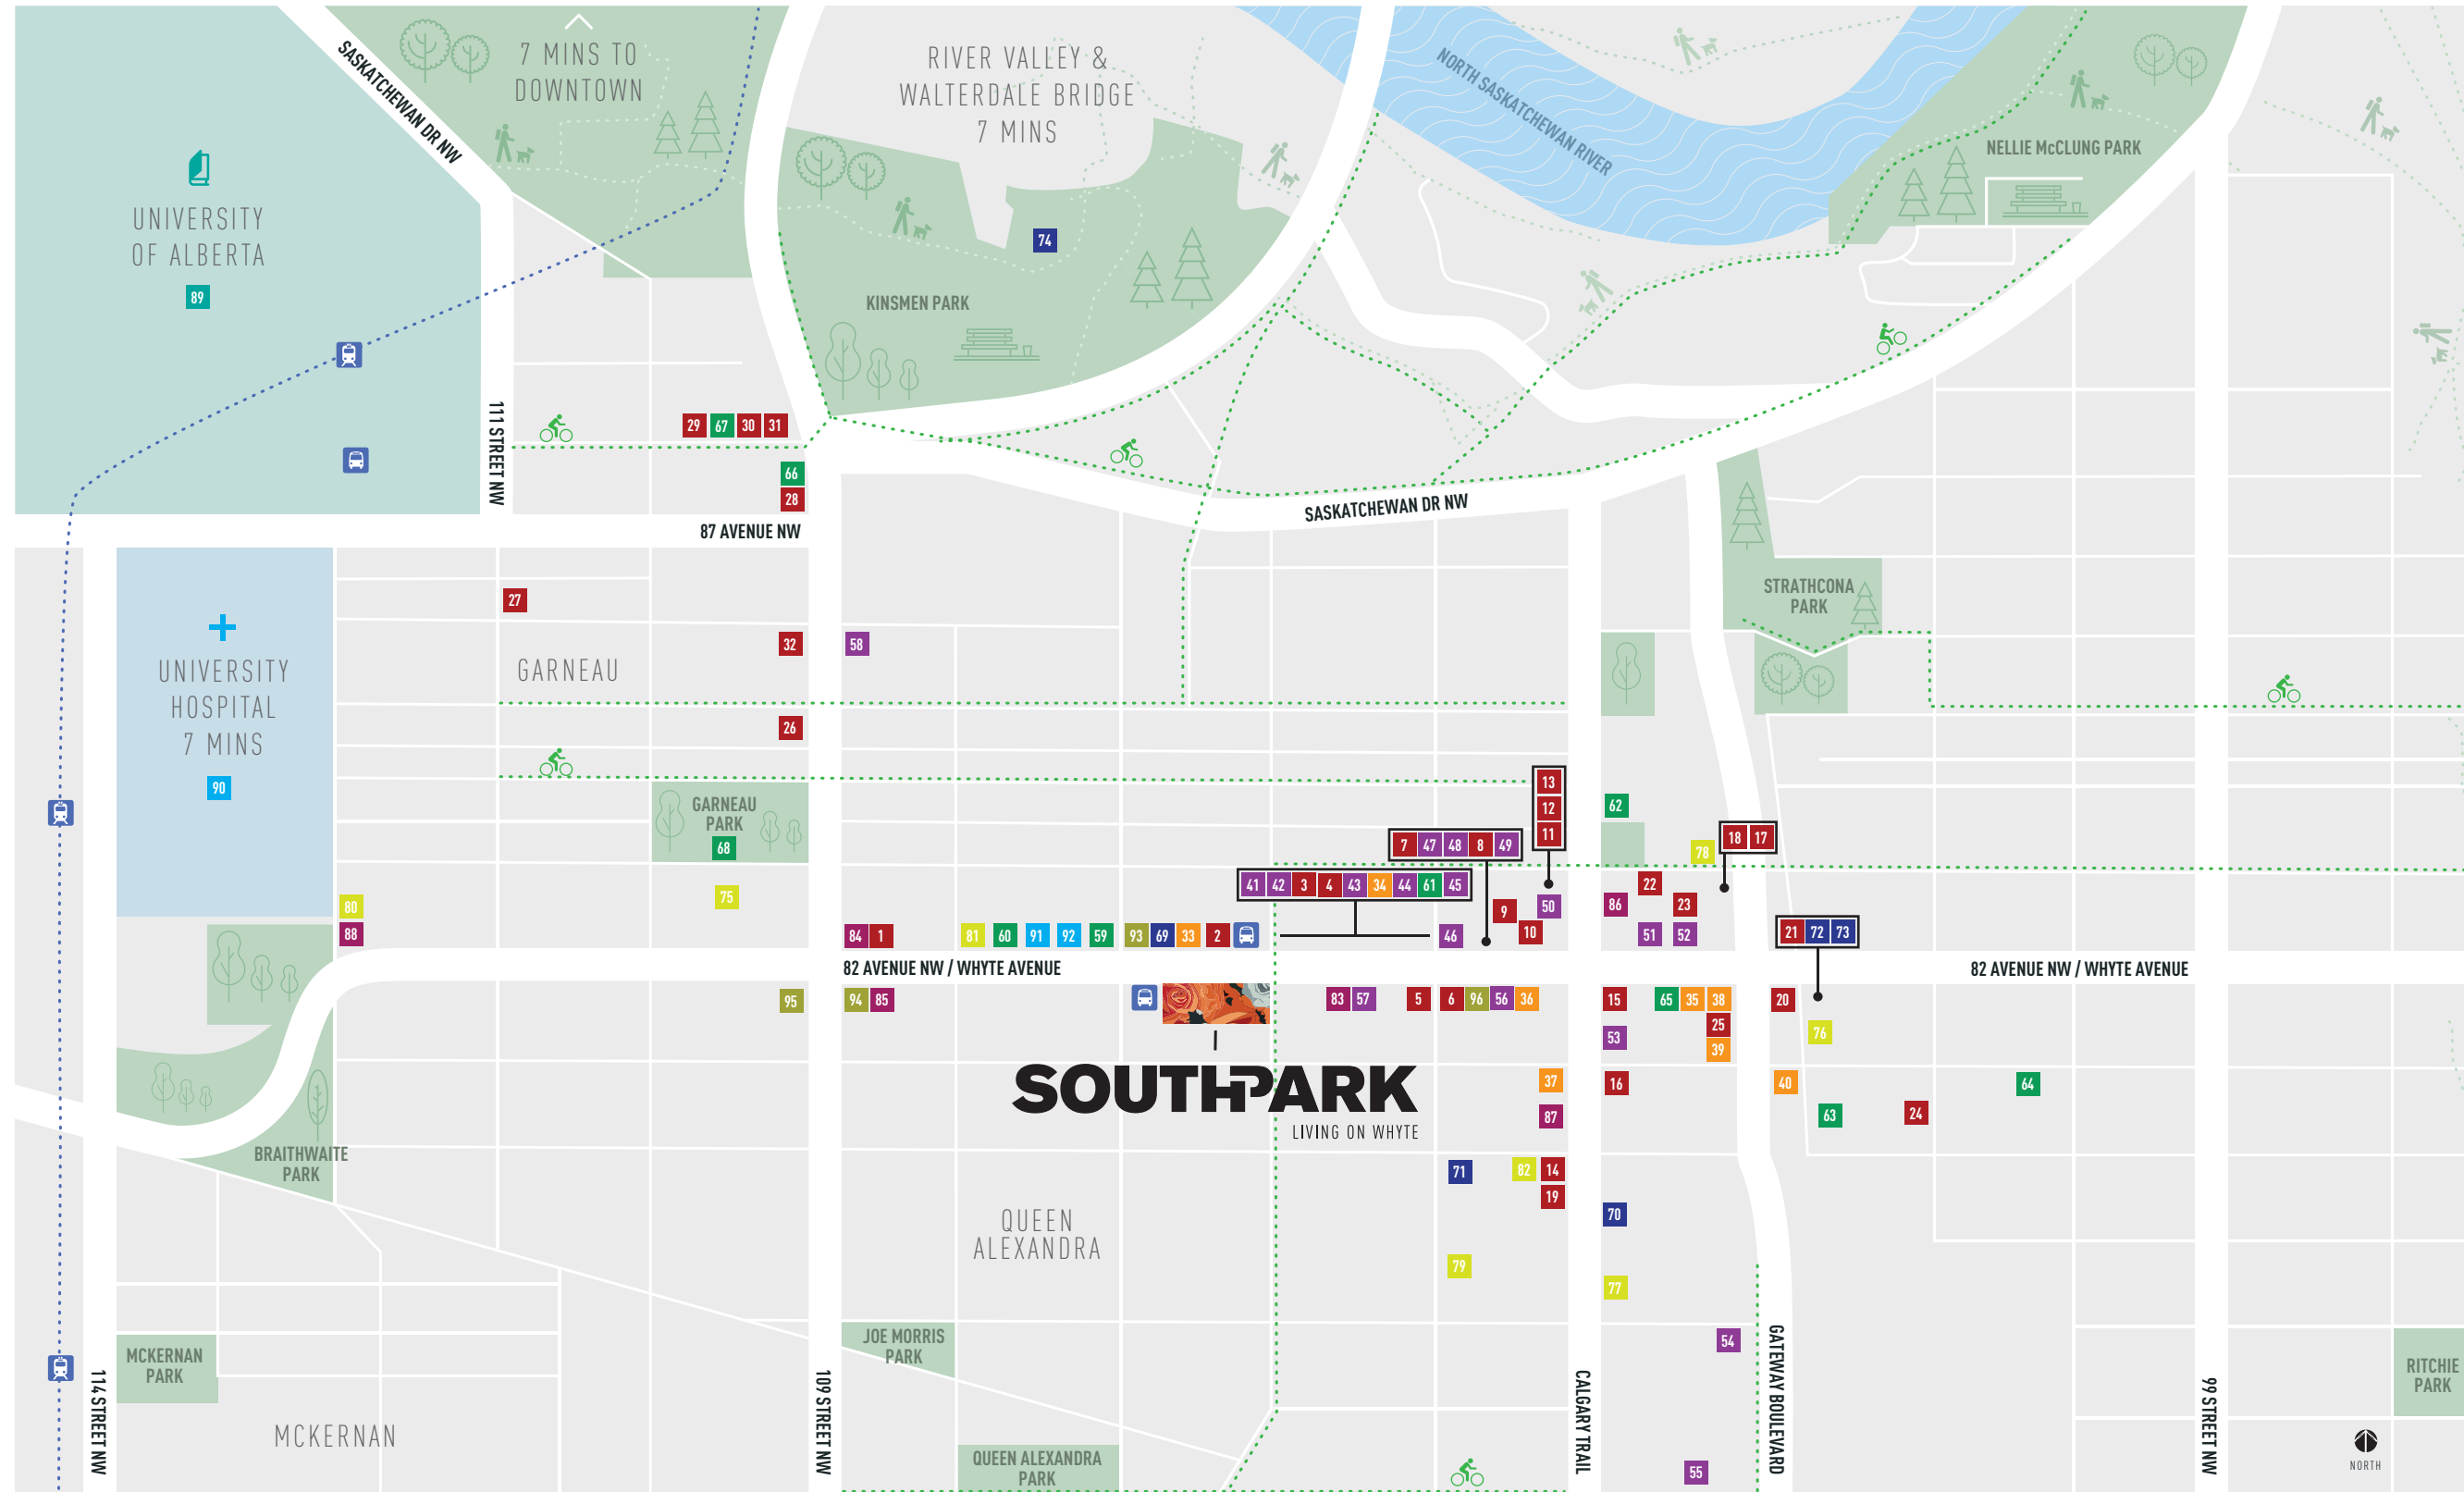 SASKATCHEWAN DR NW
7 MINS TO
DOWNTOWN
RIVER VALLEY &
WALTERDALE BRIDGE
7 MINS
NORTH SASKATCHEWAN RIVER
NELLIE McCLUNG PARK
UNIVERSITY
OF ALBERTA
89
74
KINSMEN PARK
111 STREET NW
29 67 30 31
66
28
87 AVENUE NW
SASKATCHEWAN DR NW
STRATHCONA
PARK
27
32
58
GARNEAU
UNIVERSITY
HOSPITAL
7 MINS
90
26
GARNEAU
PARK
68
75
13
12
11
62
7 47 48 8 49
78
18 17
41 42 3 4 43 34 44 61 45
22
80
88
9
50
86
23
84 1
81 60 91 92 59 93 69 33 2
46
10
51 52
21 72 73
82 AVENUE NW / WHYTE AVENUE
82 AVENUE NW / WHYTE AVENUE
95
94 85
83 57
5
6 96 56 36
15
65 35 38
20
25
53
39
76
SOUTHPARK
LIVING ON WHYTE
37
16
40
64
87
63
24
BRAITHWAITE
PARK
71
82 14
19
70
QUEEN
ALEXANDRA
79
77
54
JOE MORRIS
PARK
MCKERNAN
PARK
RITCHIE
PARK
114 STREET NW
109 STREET NW
CALGARY TRAIL
GATEWAY BOULEVARD
99 STREET NW
MCKERNAN
QUEEN ALEXANDRA
PARK
55
NORTH